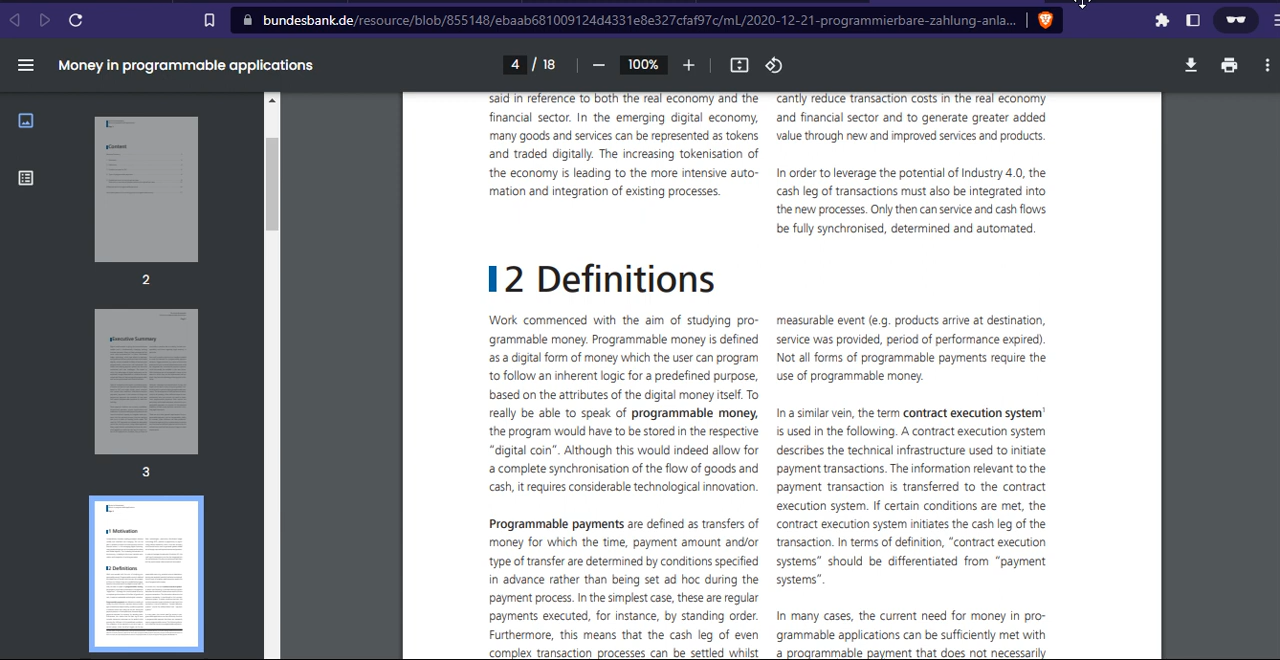 bundesbank.de/resource/blob/855148/ebaab681009124d4331e8e327cfaf97c/mL/2020-12-21-programmierbare-zahlung-anla...
Money in programmable applications
4 / 18
100%
2
3
said in reference to both the real economy and the
financial sector. In the emerging digital economy,
many goods and services can be represented as tokens
and traded digitally. The increasing tokenisation of
the economy is leading to the more intensive auto-
mation and integration of existing processes.
cantly reduce transaction costs in the real economy
and financial sector and to generate greater added
value through new and improved services and products.
In order to leverage the potential of Industry 4.0, the
cash leg of transactions must also be integrated into
the new processes. Only then can service and cash flows
be fully synchronised, determined and automated.
2 Definitions
Work commenced with the aim of studying pro-
grammable money. Programmable money is defined
as a digital form of money which the user can program
to follow an inherent logic for a predefined purpose,
based on the attributes of the digital money itself. To
really be able to speak of programmable money,
the program would have to be stored in the respective
"digital coin". Although this would indeed allow for
a complete synchronisation of the flow of goods and
cash, it requires considerable technological innovation.
Programmable payments are defined as transfers of
money for which the time, payment amount and/or
type of transfer are determined by conditions specified
in advance rather than being set ad hoc during the
payment process. In the simplest case, these are regular
payments executed, for instance, by standing order.
Furthermore, this means that the cash leg of even
complex transaction processes can be settled whilst
measurable event (e.g. products arrive at destination,
service was provided, period of performance expired).
Not all forms of programmable payments require the
use of programmable money.
In a similar vein, the term contract execution system¹
is used in the following. A contract execution system
describes the technical infrastructure used to initiate
payment transactions. The information relevant to the
payment transaction is transferred to the contract
execution system. If certain conditions are met, the
contract execution system initiates the cash leg of the
transaction. In terms of definition, "contract execution
systems" should be differentiated from "payment
systems".
In many cases, the current need for money in pro-
grammable applications can be sufficiently met with
a programmable payment that does not necessarily
Content
Executive Summary
1 Motivation
2 Definitions